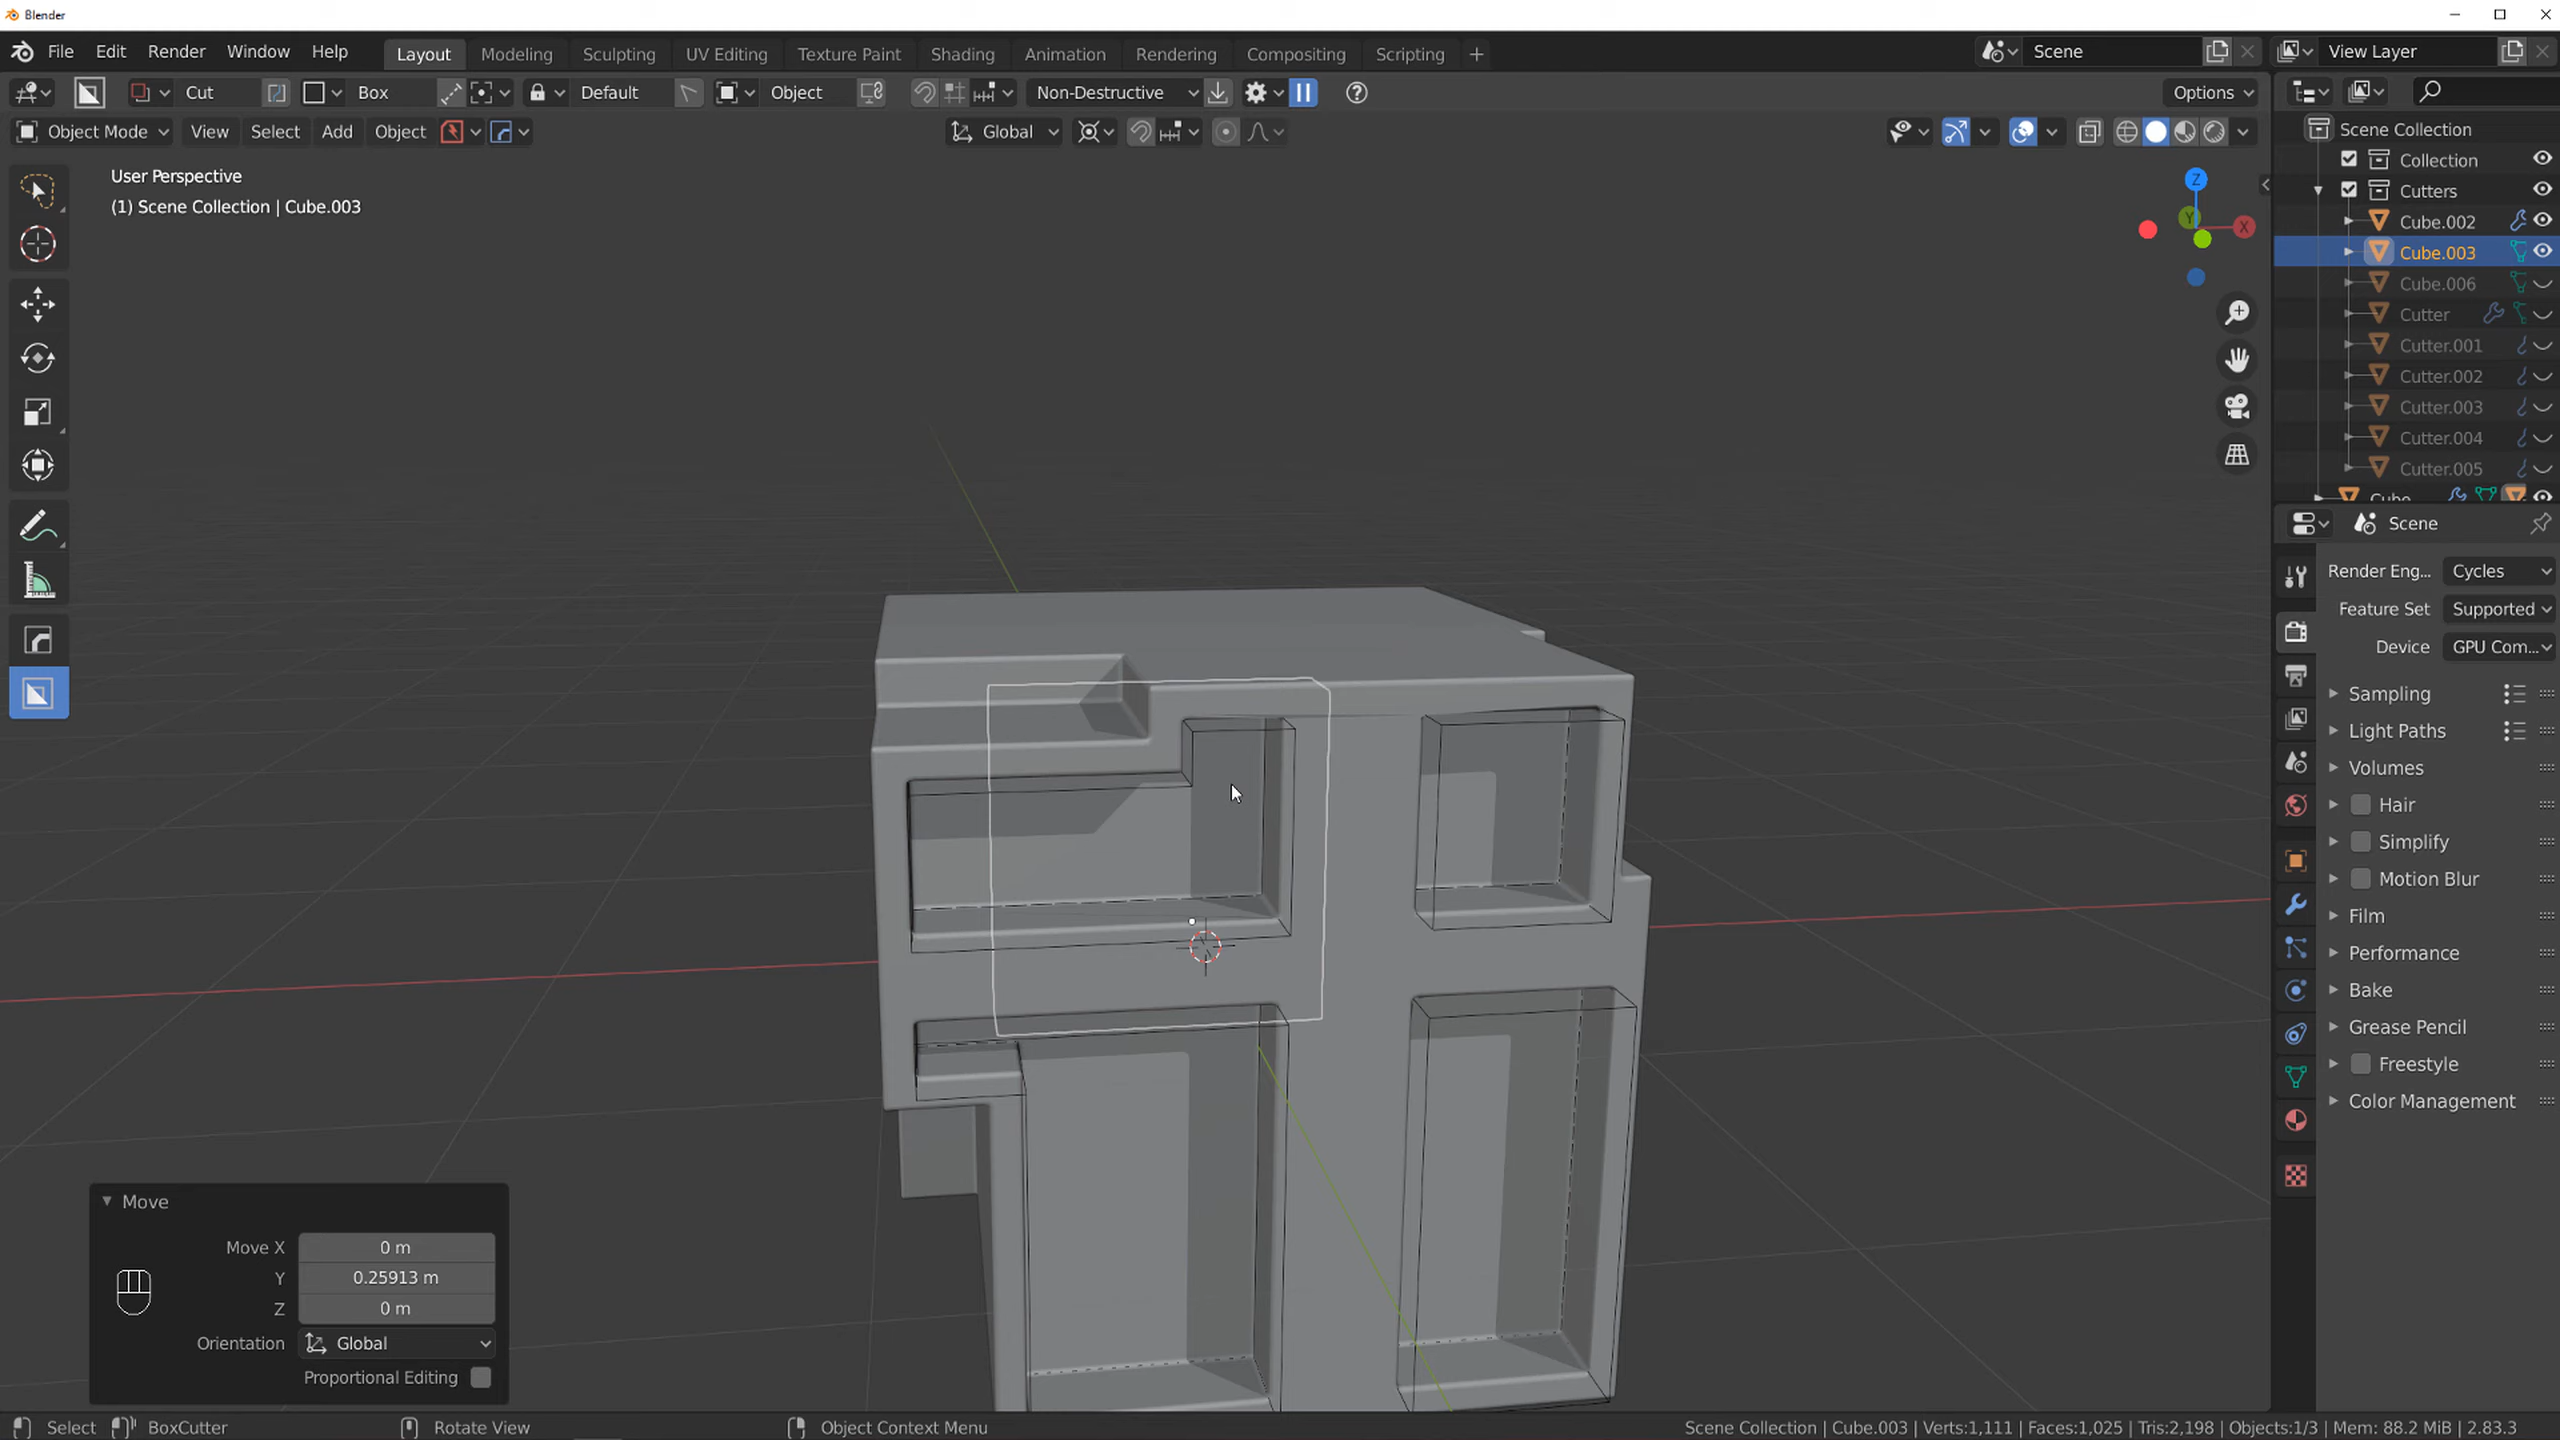 Blender
File Edit Render Window Help Layout Modeling Sculpting UV Editing Texture Paint Shading Animation Rendering Compositing Scripting + Scene View Layer
Cut Box Default Object Non-Destructive Options
Object Mode View Select Add Object Global
User Perspective
(1) Scene Collection | Cube.003
Z
Y
X
Scene Collection
Collection
Cutters
Cube.002
Cube.003
Cube.006
Cutter
Cutter.001
Cutter.002
Cutter.003
Cutter.004
Cutter.005
Cube
Scene
Render Eng... Cycles
Feature Set Supported
Device GPU Com...
Sampling
Light Paths
Volumes
Hair
Simplify
Motion Blur
Film
Performance
Bake
Grease Pencil
Freestyle
Color Management
Move
Move X 0 m
Y 0.25913 m
Z 0 m
Orientation Global
Proportional Editing
Select BoxCutter Rotate View Object Context Menu Scene Collection | Cube.003 | Verts:1,111 | Faces:1,025 | Tris:2,198 | Objects:1/3 | Mem: 88.2 MiB | 2.83.3